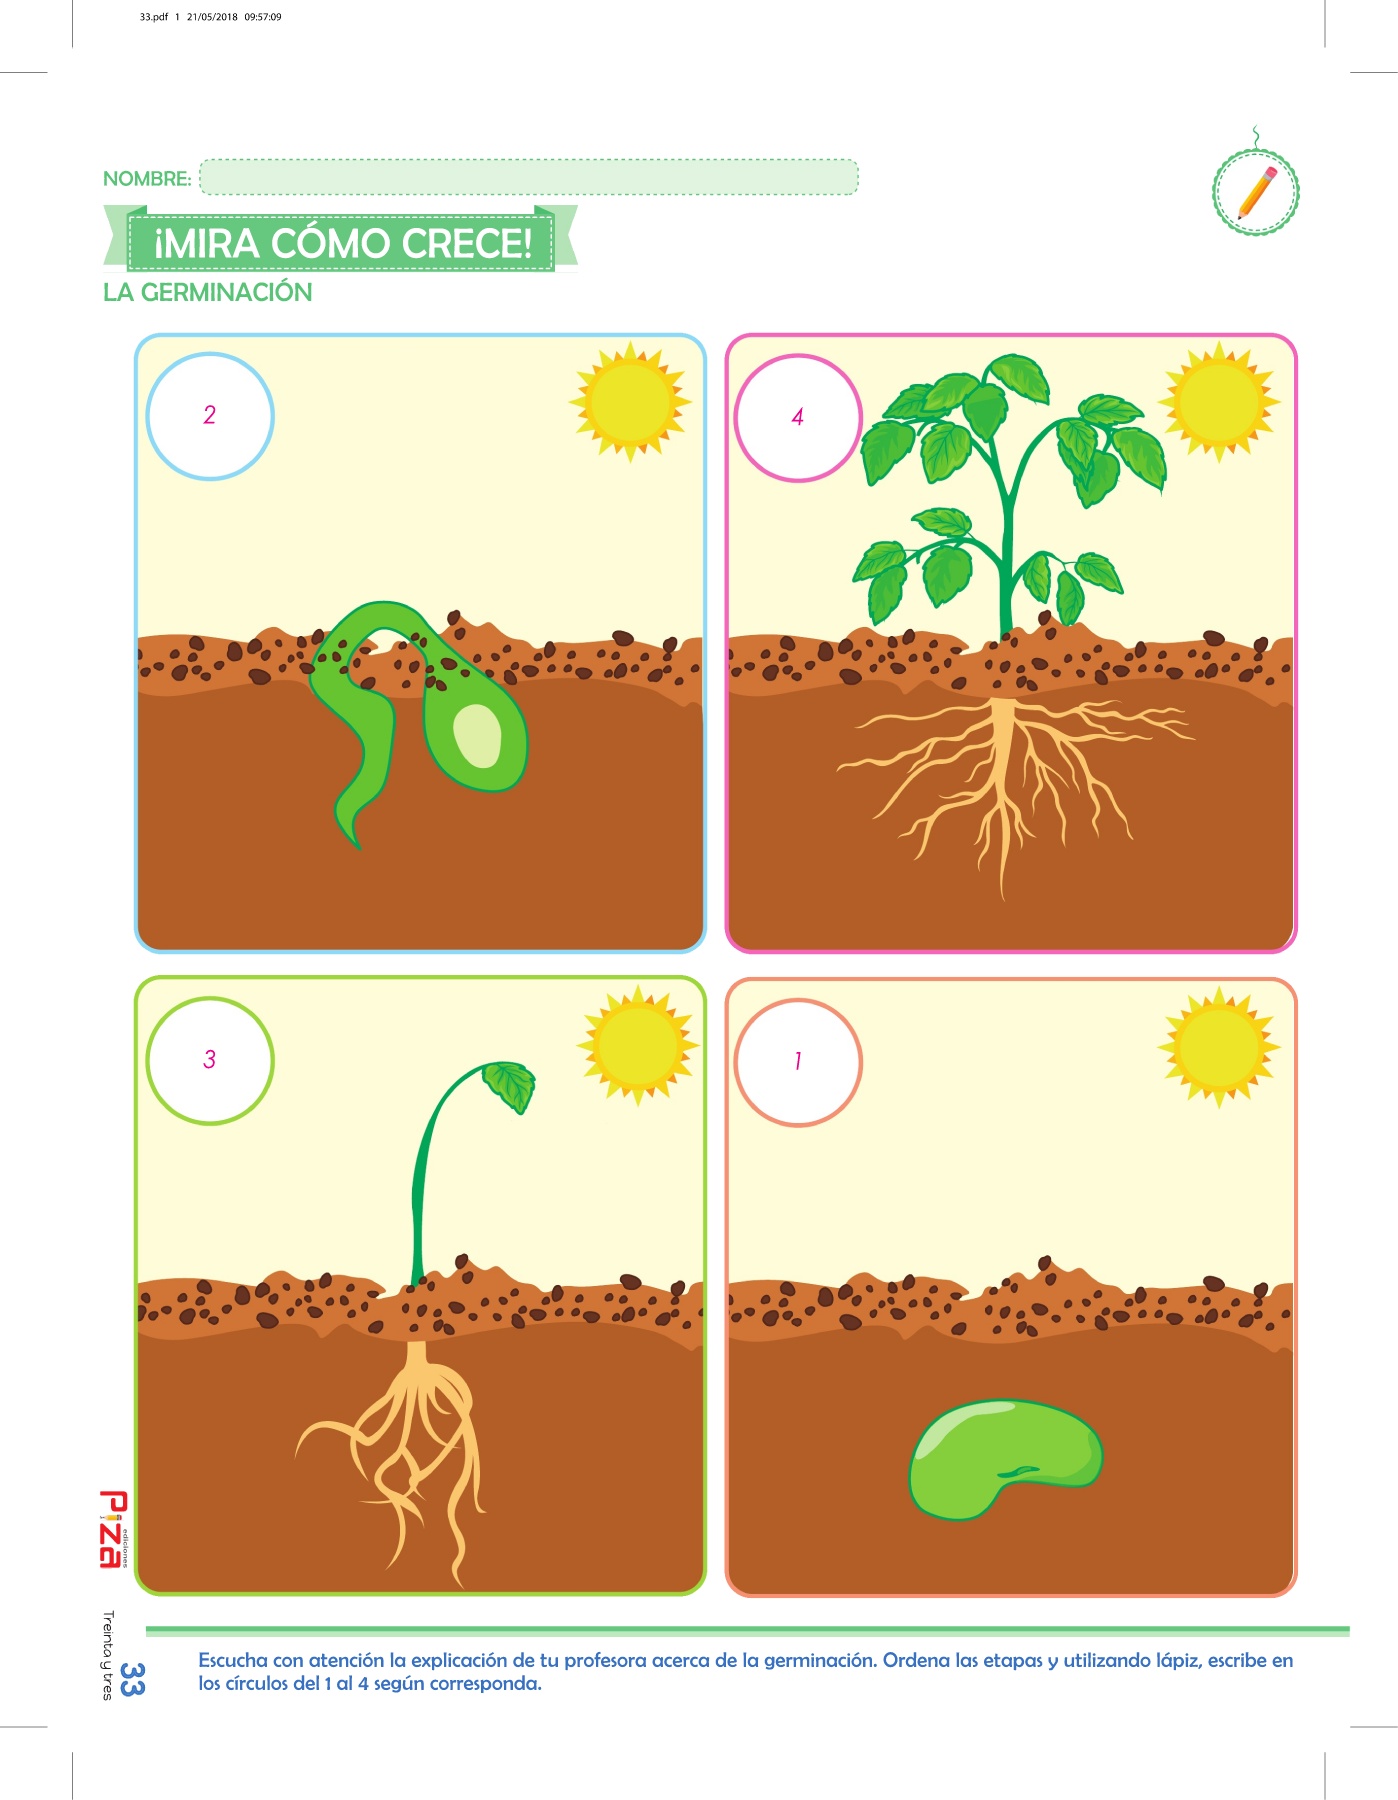 33.pdf 1 21/05/2018 09:57:09
NOMBRE:
¡MIRA CÓMO CRECE!
LA GERMINACIÓN
2
4
3
1
Piza
ediciones
Treinta y tres
33
Escucha con atención la explicación de tu profesora acerca de la germinación. Ordena las etapas y utilizando lápiz, escribe en
los círculos del 1 al 4 según corresponda.